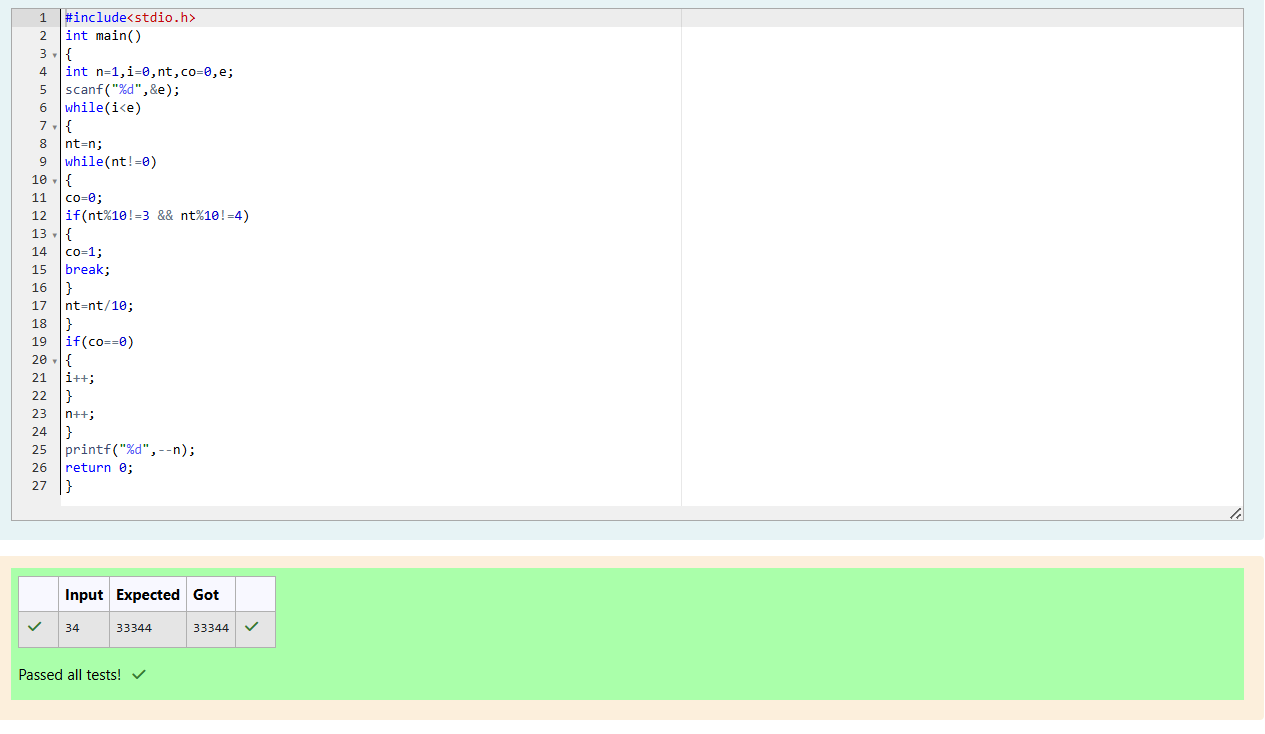 1 #include<stdio.h>
2 int main()
3 {
4 int n=1,i=0,nt,co=0,e;
5 scanf("%d",&e);
6 while(i<e)
7 {
8 nt=n;
9 while(nt!=0)
10 {
11 co=0;
12 if(nt%10!=3 && nt%10!=4)
13 {
14 co=1;
15 break;
16 }
17 nt=nt/10;
18 }
19 if(co==0)
20 {
21 i++;
22 }
23 n++;
24 }
25 printf("%d",--n);
26 return 0;
27 }
Input Expected Got
34 33344 33344
Passed all tests!